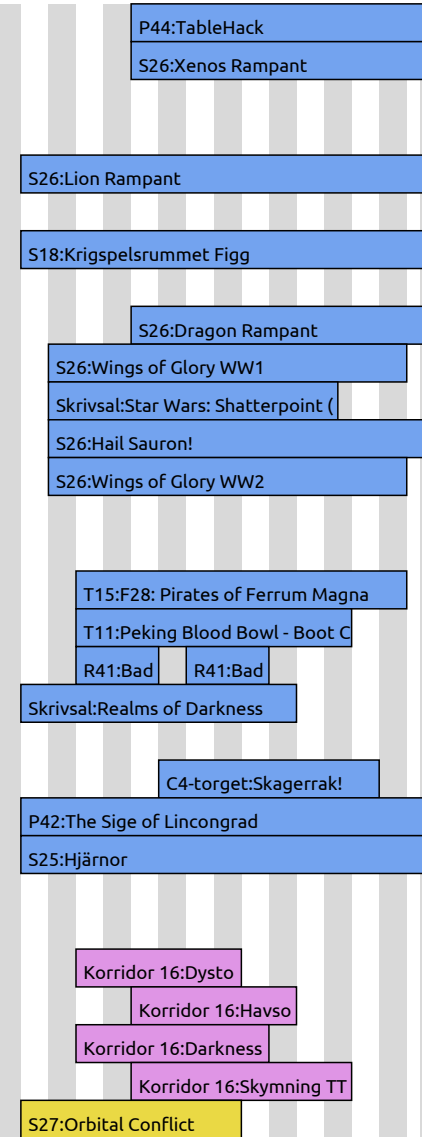 P44:TableHack
S26:Xenos Rampant
S26:Lion Rampant
S18:Krigspelsrummet Figg
S26:Dragon Rampant
S26:Wings of Glory WW1
Skrivsal:Star Wars: Shatterpoint (
S26:Hail Sauron!
S26:Wings of Glory WW2
T15:F28: Pirates of Ferrum Magna
T11:Peking Blood Bowl - Boot C
R41:Bad R41:Bad
Skrivsal:Realms of Darkness
C4-torget:Skagerrak!
P42:The Sige of Lincongrad
S25:Hjärnor
Korridor 16:Dysto
Korridor 16:Havso
Korridor 16:Darkness
Korridor 16:Skymning TT
S27:Orbital Conflict